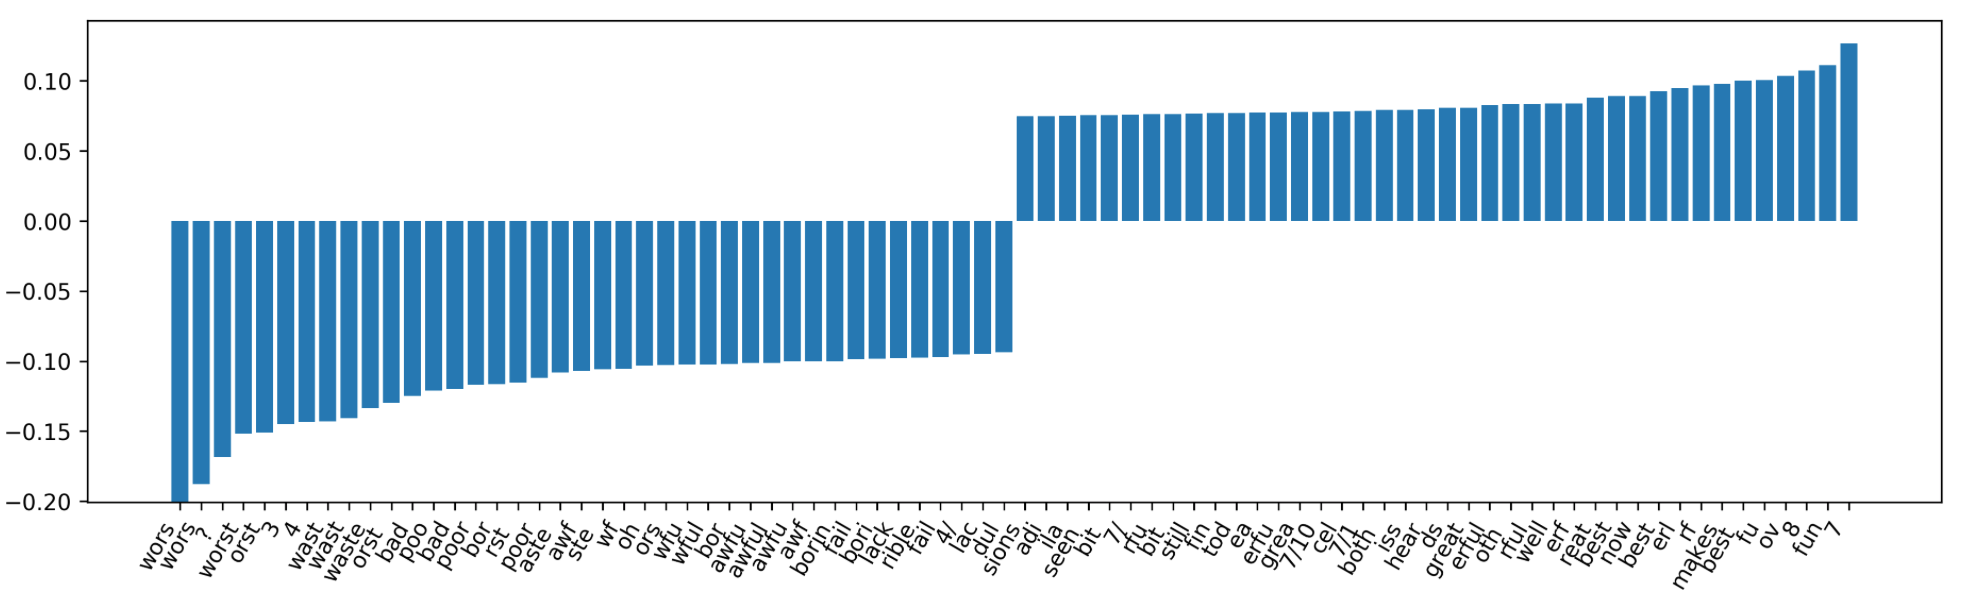 0.10
0.05
0.00
−0.05
−0.10
−0.15
−0.20
wors
wors
?
worst
orst
3
4
wast
wast
waste
orst
bad
poo
bad
poor
bor
rst
poor
aste
awf
ste
wf
oh
ors
wfu
wful
bor
awfu
awful
awfu
awf
borin
fail
bori
lack
rible
fail
4/
lac
dul
sions
adi
ila
seen
bit
7/
rfu
bit
still
fin
tod
ea
erfu
grea
7/10
cel
7/1
both
iss
hear
ds
great
erful
oth
rful
well
erf
reat
best
now
best
erl
rf
makes
best
fu
ov
8
fun
7